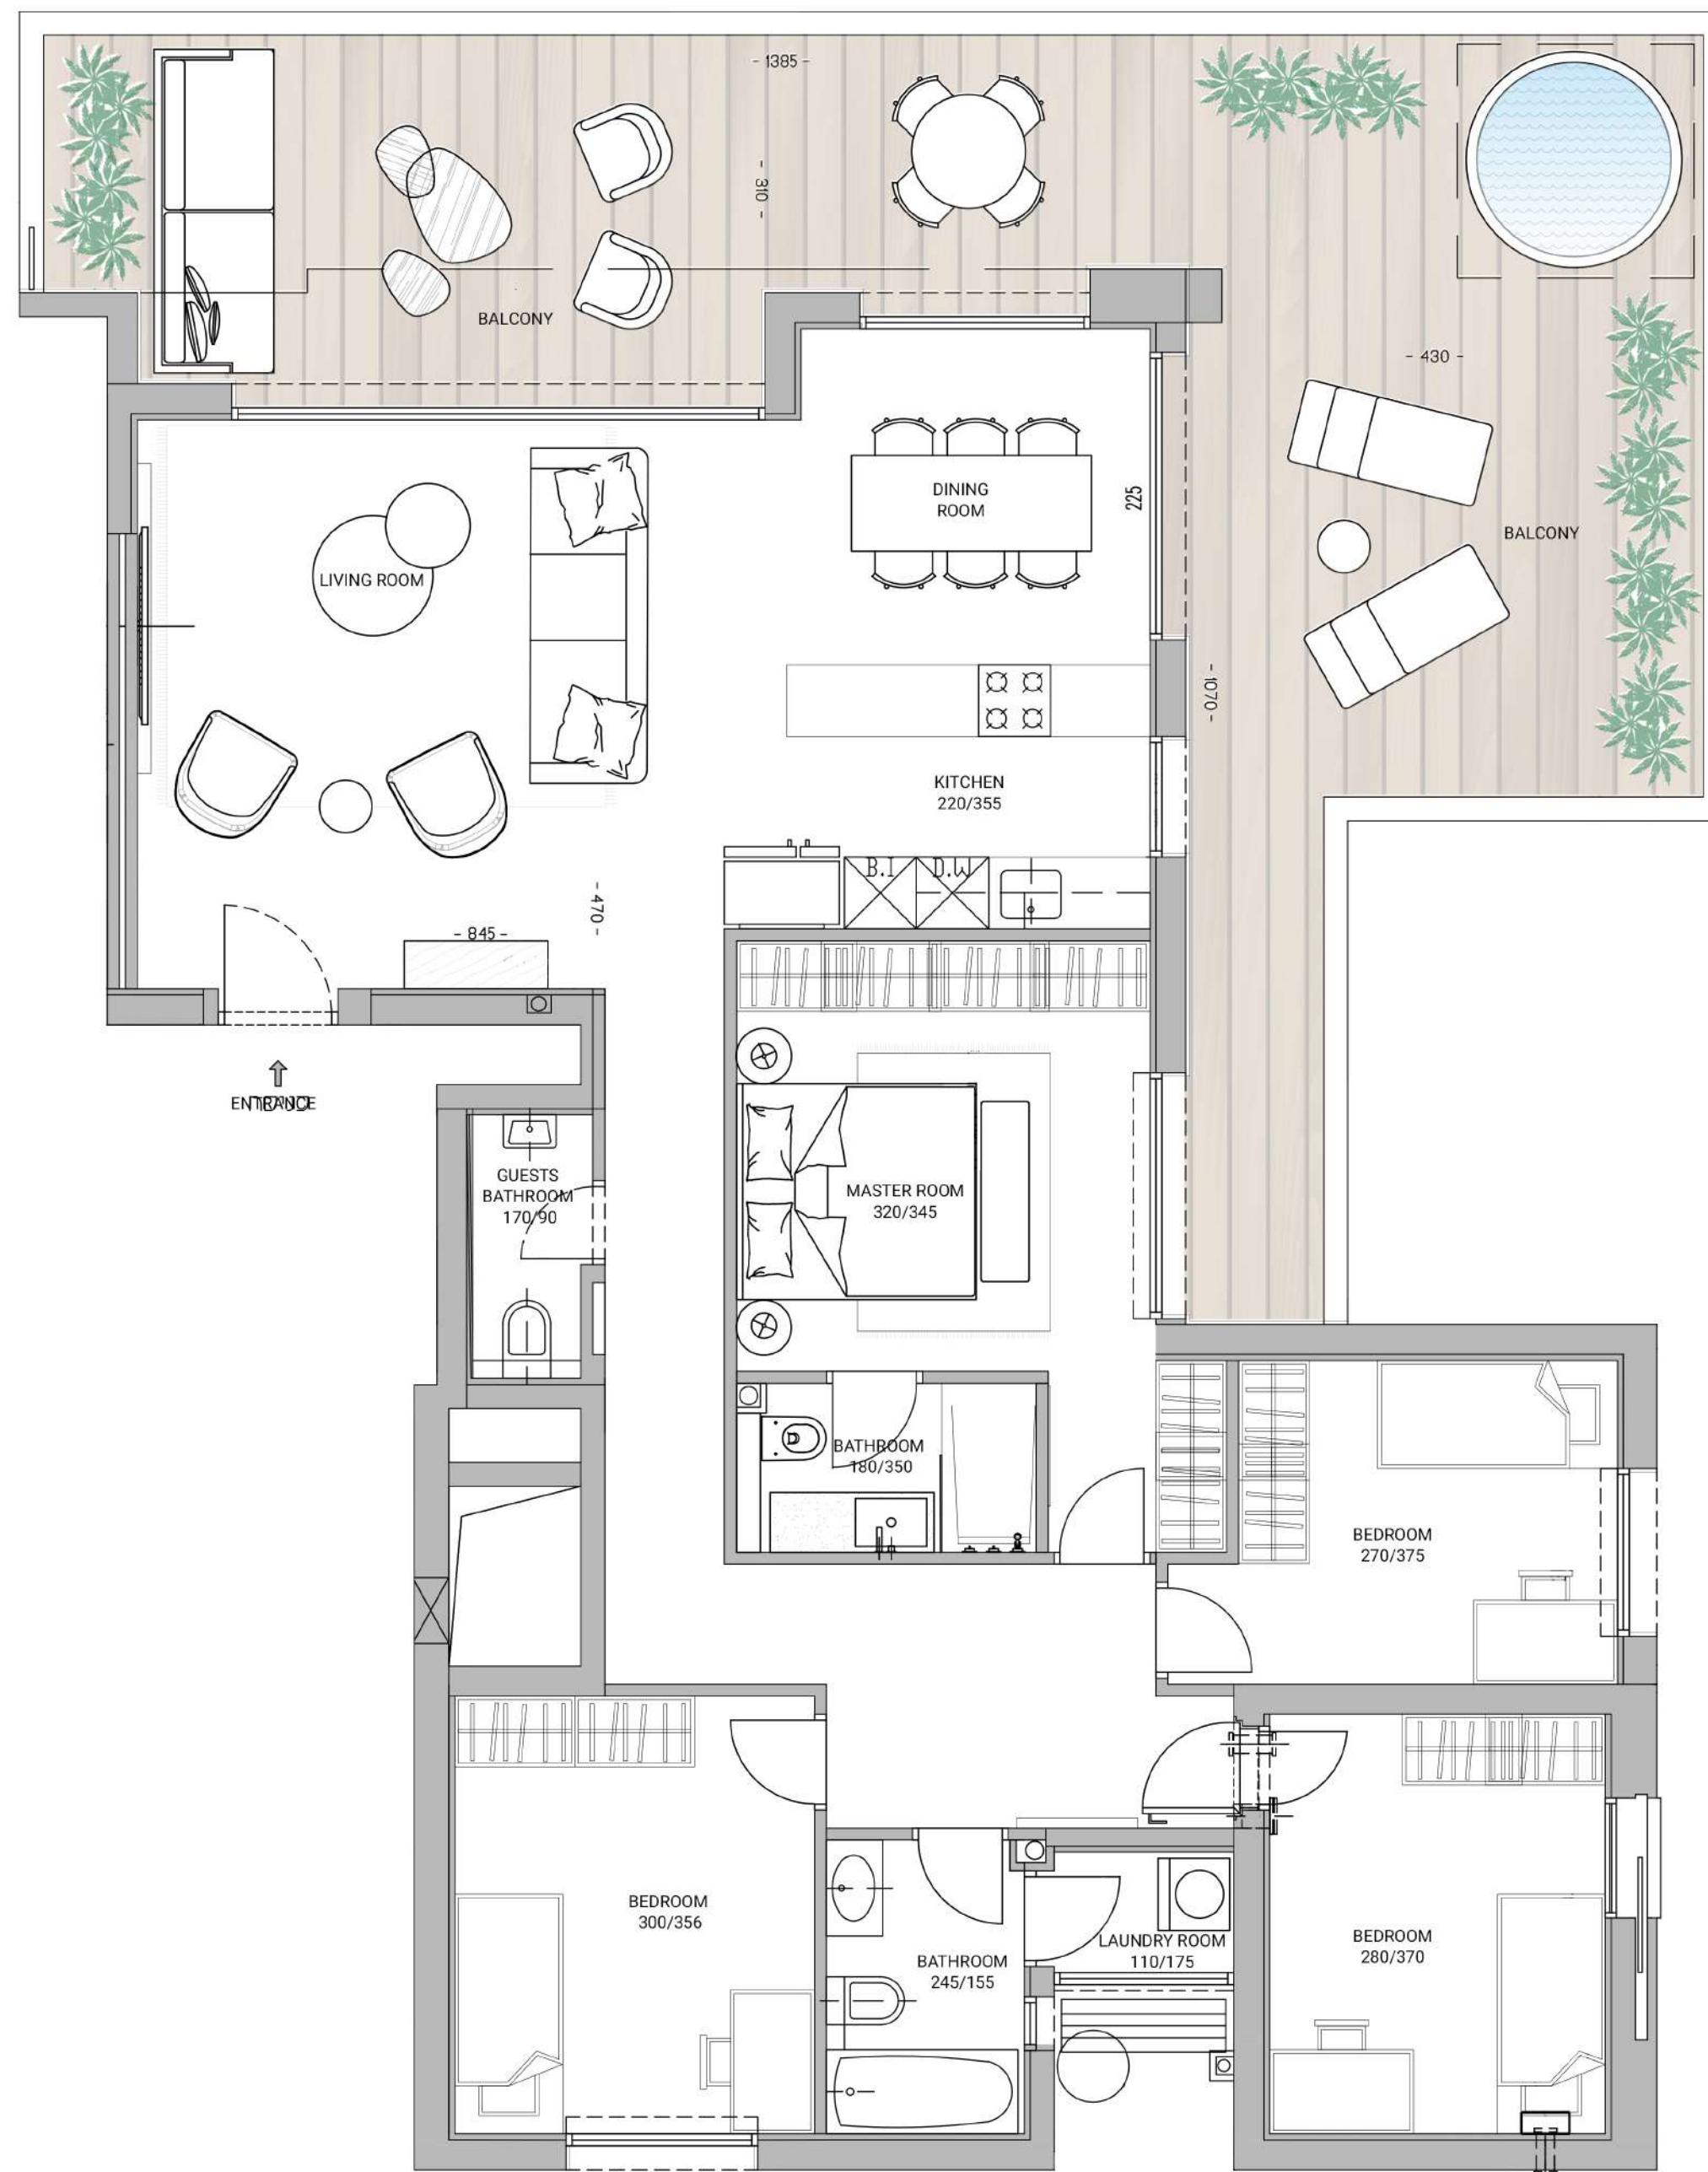 - 1385 -
- 310 -
BALCONY
- 430 -
DINING
ROOM
225
BALCONY
LIVING ROOM
- 1070 -
KITCHEN
220/355
B.I
D.W
- 470 -
- 845 -
ENTRANCE
GUESTS
BATHROOM
170/90
MASTER ROOM
320/345
BATHROOM
180/350
BEDROOM
270/375
BEDROOM
300/356
BATHROOM
245/155
LAUNDRY ROOM
110/175
BEDROOM
280/370